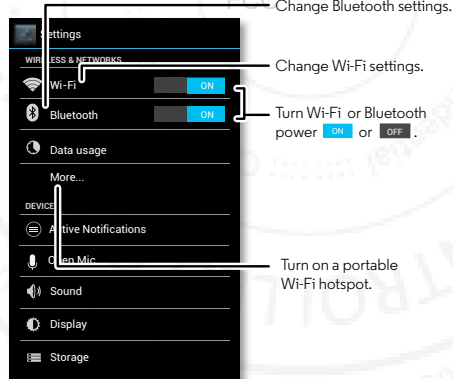 Change Bluetooth settings.
Settings
WIRELESS & NETWORKS
Wi-Fi ON
Change Wi-Fi settings.
Bluetooth ON
Turn Wi-Fi or Bluetooth
power ON or OFF .
Data usage
More...
DEVICE
Active Notifications
Open Mic
Turn on a portable
Wi-Fi hotspot.
Sound
Display
Storage